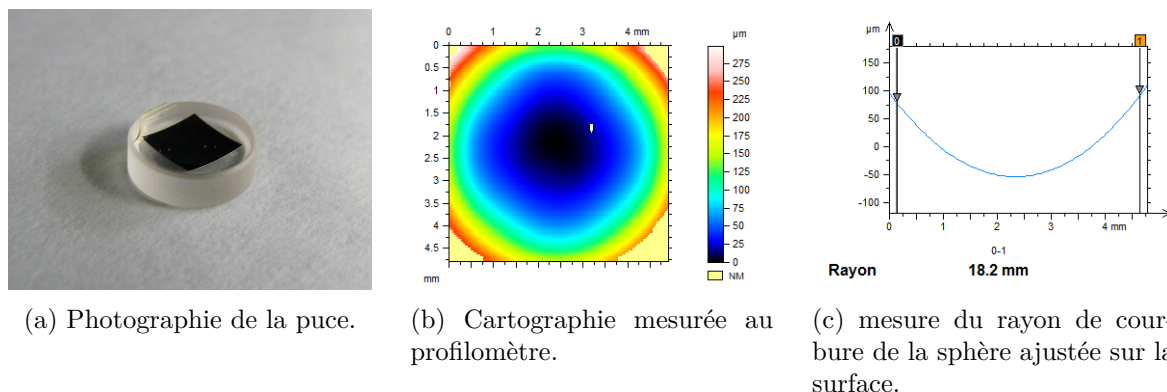 0 1 2 3 4 mm
0
0.5
1
1.5
2
2.5
3
3.5
4
4.5
mm
µm
275
250
225
200
175
150
125
100
75
50
25
0
NM
µm
150
100
50
0
-50
-100
0 1
0 1 2 3 4 mm
0-1
Rayon 18.2 mm
(a) Photographie de la puce.
(b) Cartographie mesurée au
profilomètre.
(c) mesure du rayon de cour-
bure de la sphère ajustée sur la
surface.